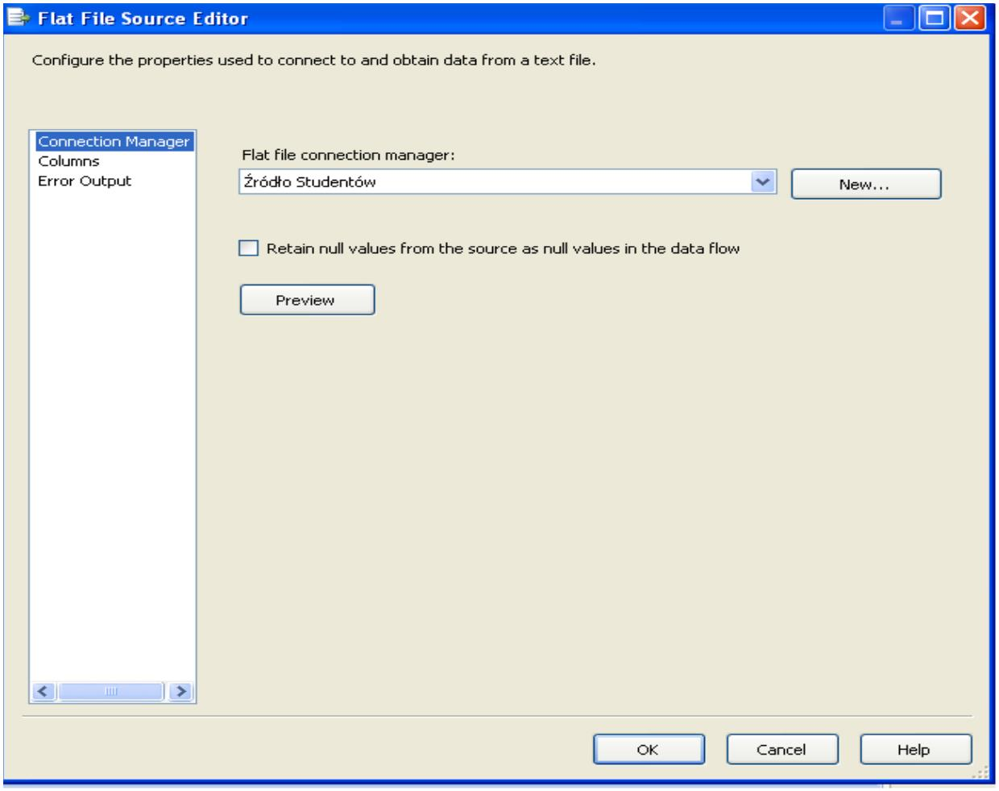 Flat File Source Editor
Configure the properties used to connect to and obtain data from a text file.
Connection Manager
Columns
Error Output
Flat file connection manager:
Źródło Studentów
New...
Retain null values from the source as null values in the data flow
Preview
OK
Cancel
Help